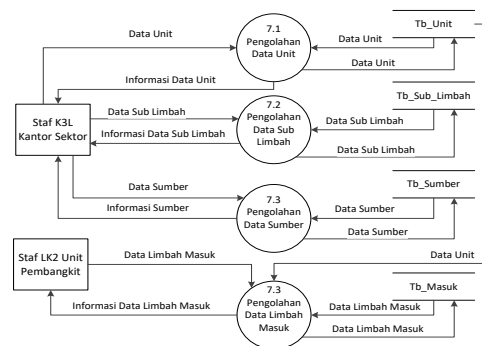 Data Unit
7.1
Pengolahan
Data Unit
Data Unit
Tb_Unit
Data Unit
Informasi Data Unit
Staf K3L
Kantor Sektor
Data Sub Limbah
Informasi Data Sub Limbah
7.2
Pengolahan
Data Sub
Limbah
Tb_Sub_Limbah
Data Sub Limbah
Data Sub Limbah
Data Sumber
Informasi Sumber
7.3
Pengolahan
Data Sumber
Tb_Sumber
Data Sumber
Data Sumber
Staf LK2 Unit
Pembangkit
Data Limbah Masuk
Informasi Data Limbah Masuk
7.3
Pengolahan
Data Limbah
Masuk
Data Unit
Tb_Masuk
Data Limbah Masuk
Data Limbah Masuk